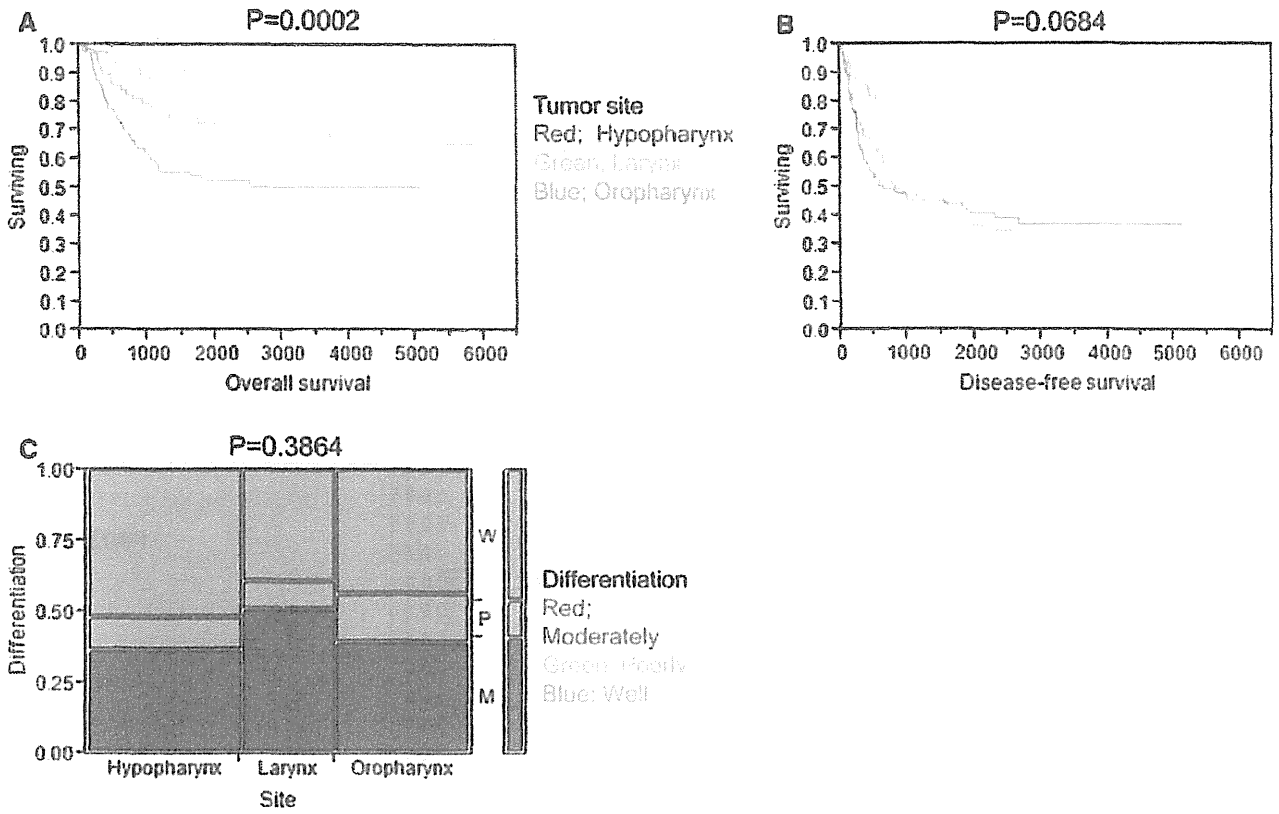 A
P=0.0002
1.0
0.9
0.8
0.7
0.6
0.5
0.4
0.3
0.2
0.1
0.0
Surviving
0 1000 2000 3000 4000 5000 6000
Overall survival
Tumor site
Red; Hypopharynx
Green; Larynx
Blue; Oropharynx
B
P=0.0684
1.0
0.9
0.8
0.7
0.6
0.5
0.4
0.3
0.2
0.1
0.0
Surviving
0 1000 2000 3000 4000 5000 6000
Disease-free survival
C
P=0.3864
1.00
0.75
0.50
0.25
0.00
Differentiation
Hypopharynx Larynx Oropharynx
Site
W
P
M
Differentiation
Red;
Moderately
Green; Poorly
Blue; Well